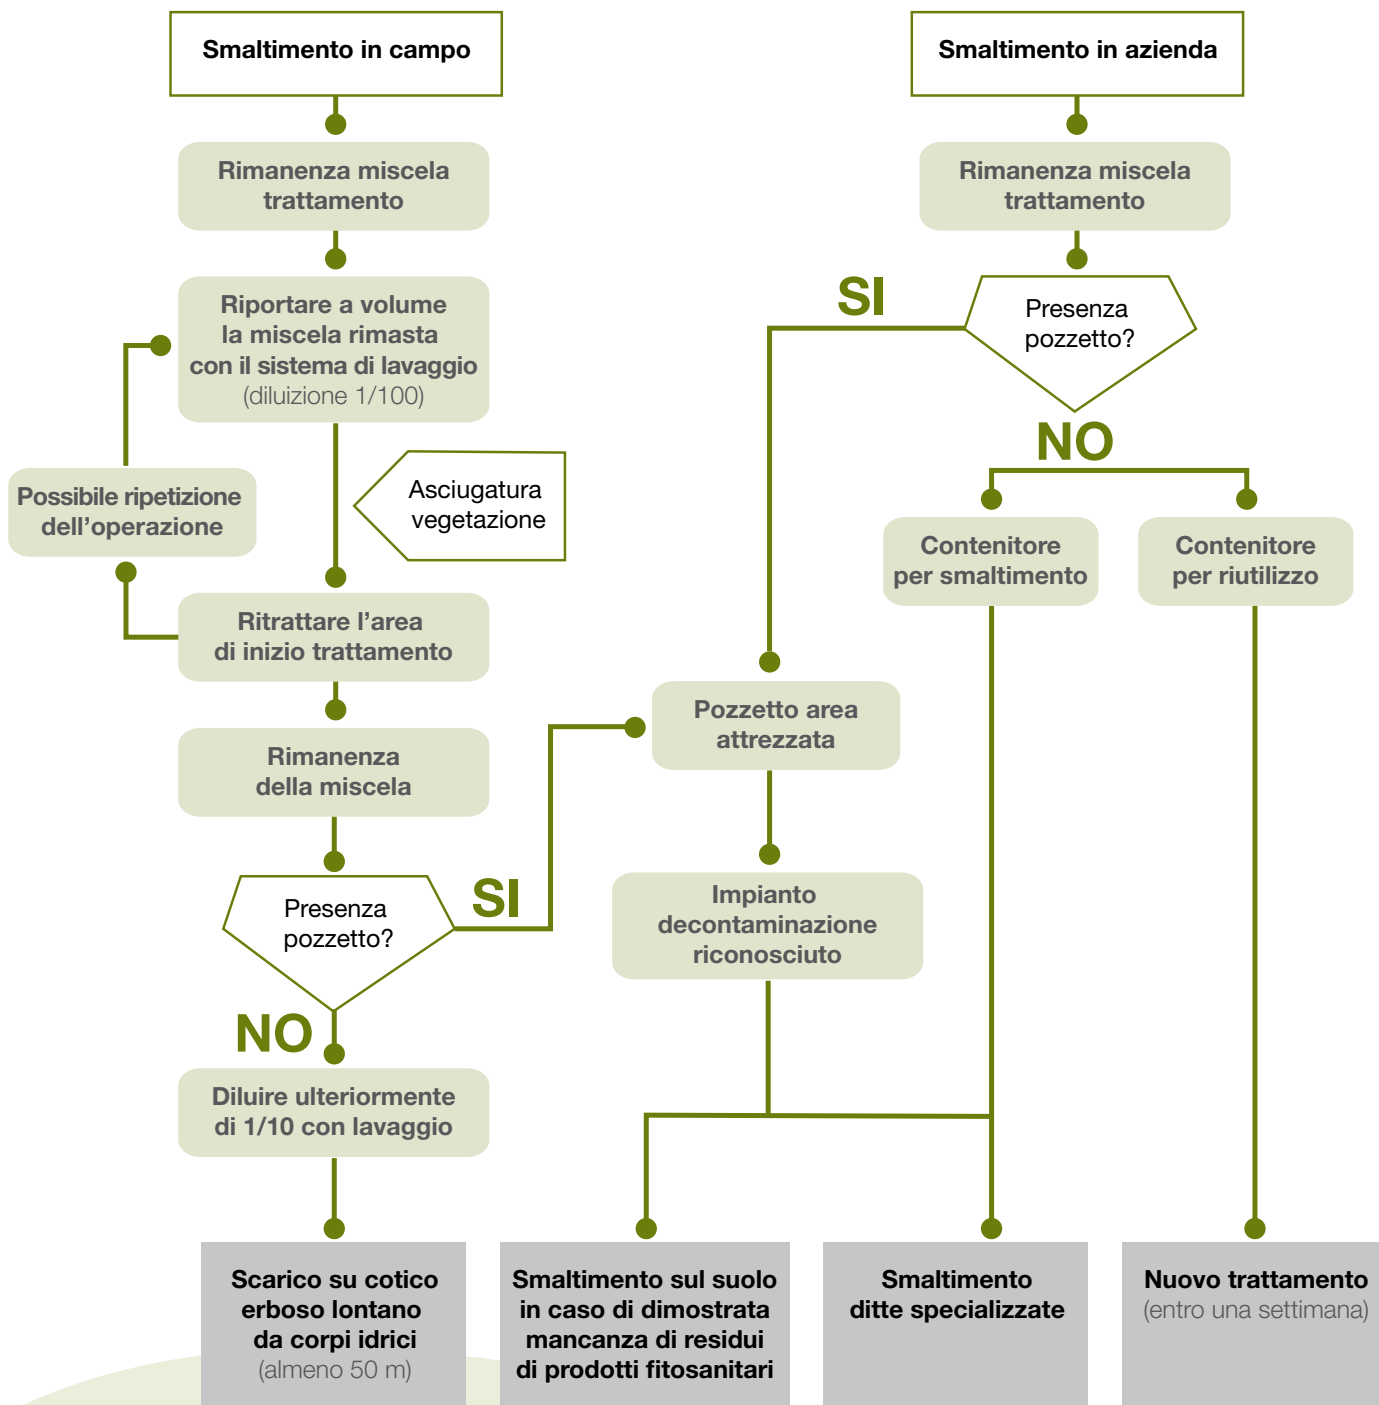 Smaltimento in campo
Rimanenza miscela
trattamento
Riportare a volume
la miscela rimasta
con il sistema di lavaggio
(diluizione 1/100)
Asciugatura
vegetazione
Possibile ripetizione
dell’operazione
Ritrattare l’area
di inizio trattamento
Rimanenza
della miscela
Presenza
pozzetto?
SI
NO
Diluire ulteriormente
di 1/10 con lavaggio
Scarico su cotico
erboso lontano
da corpi idrici
(almeno 50 m)
Smaltimento in azienda
Rimanenza miscela
trattamento
Presenza
pozzetto?
SI
NO
Contenitore
per smaltimento
Contenitore
per riutilizzo
Pozzetto area
attrezzata
Impianto
decontaminazione
riconosciuto
Smaltimento sul suolo
in caso di dimostrata
mancanza di residui
di prodotti fitosanitari
Smaltimento
ditte specializzate
Nuovo trattamento
(entro una settimana)